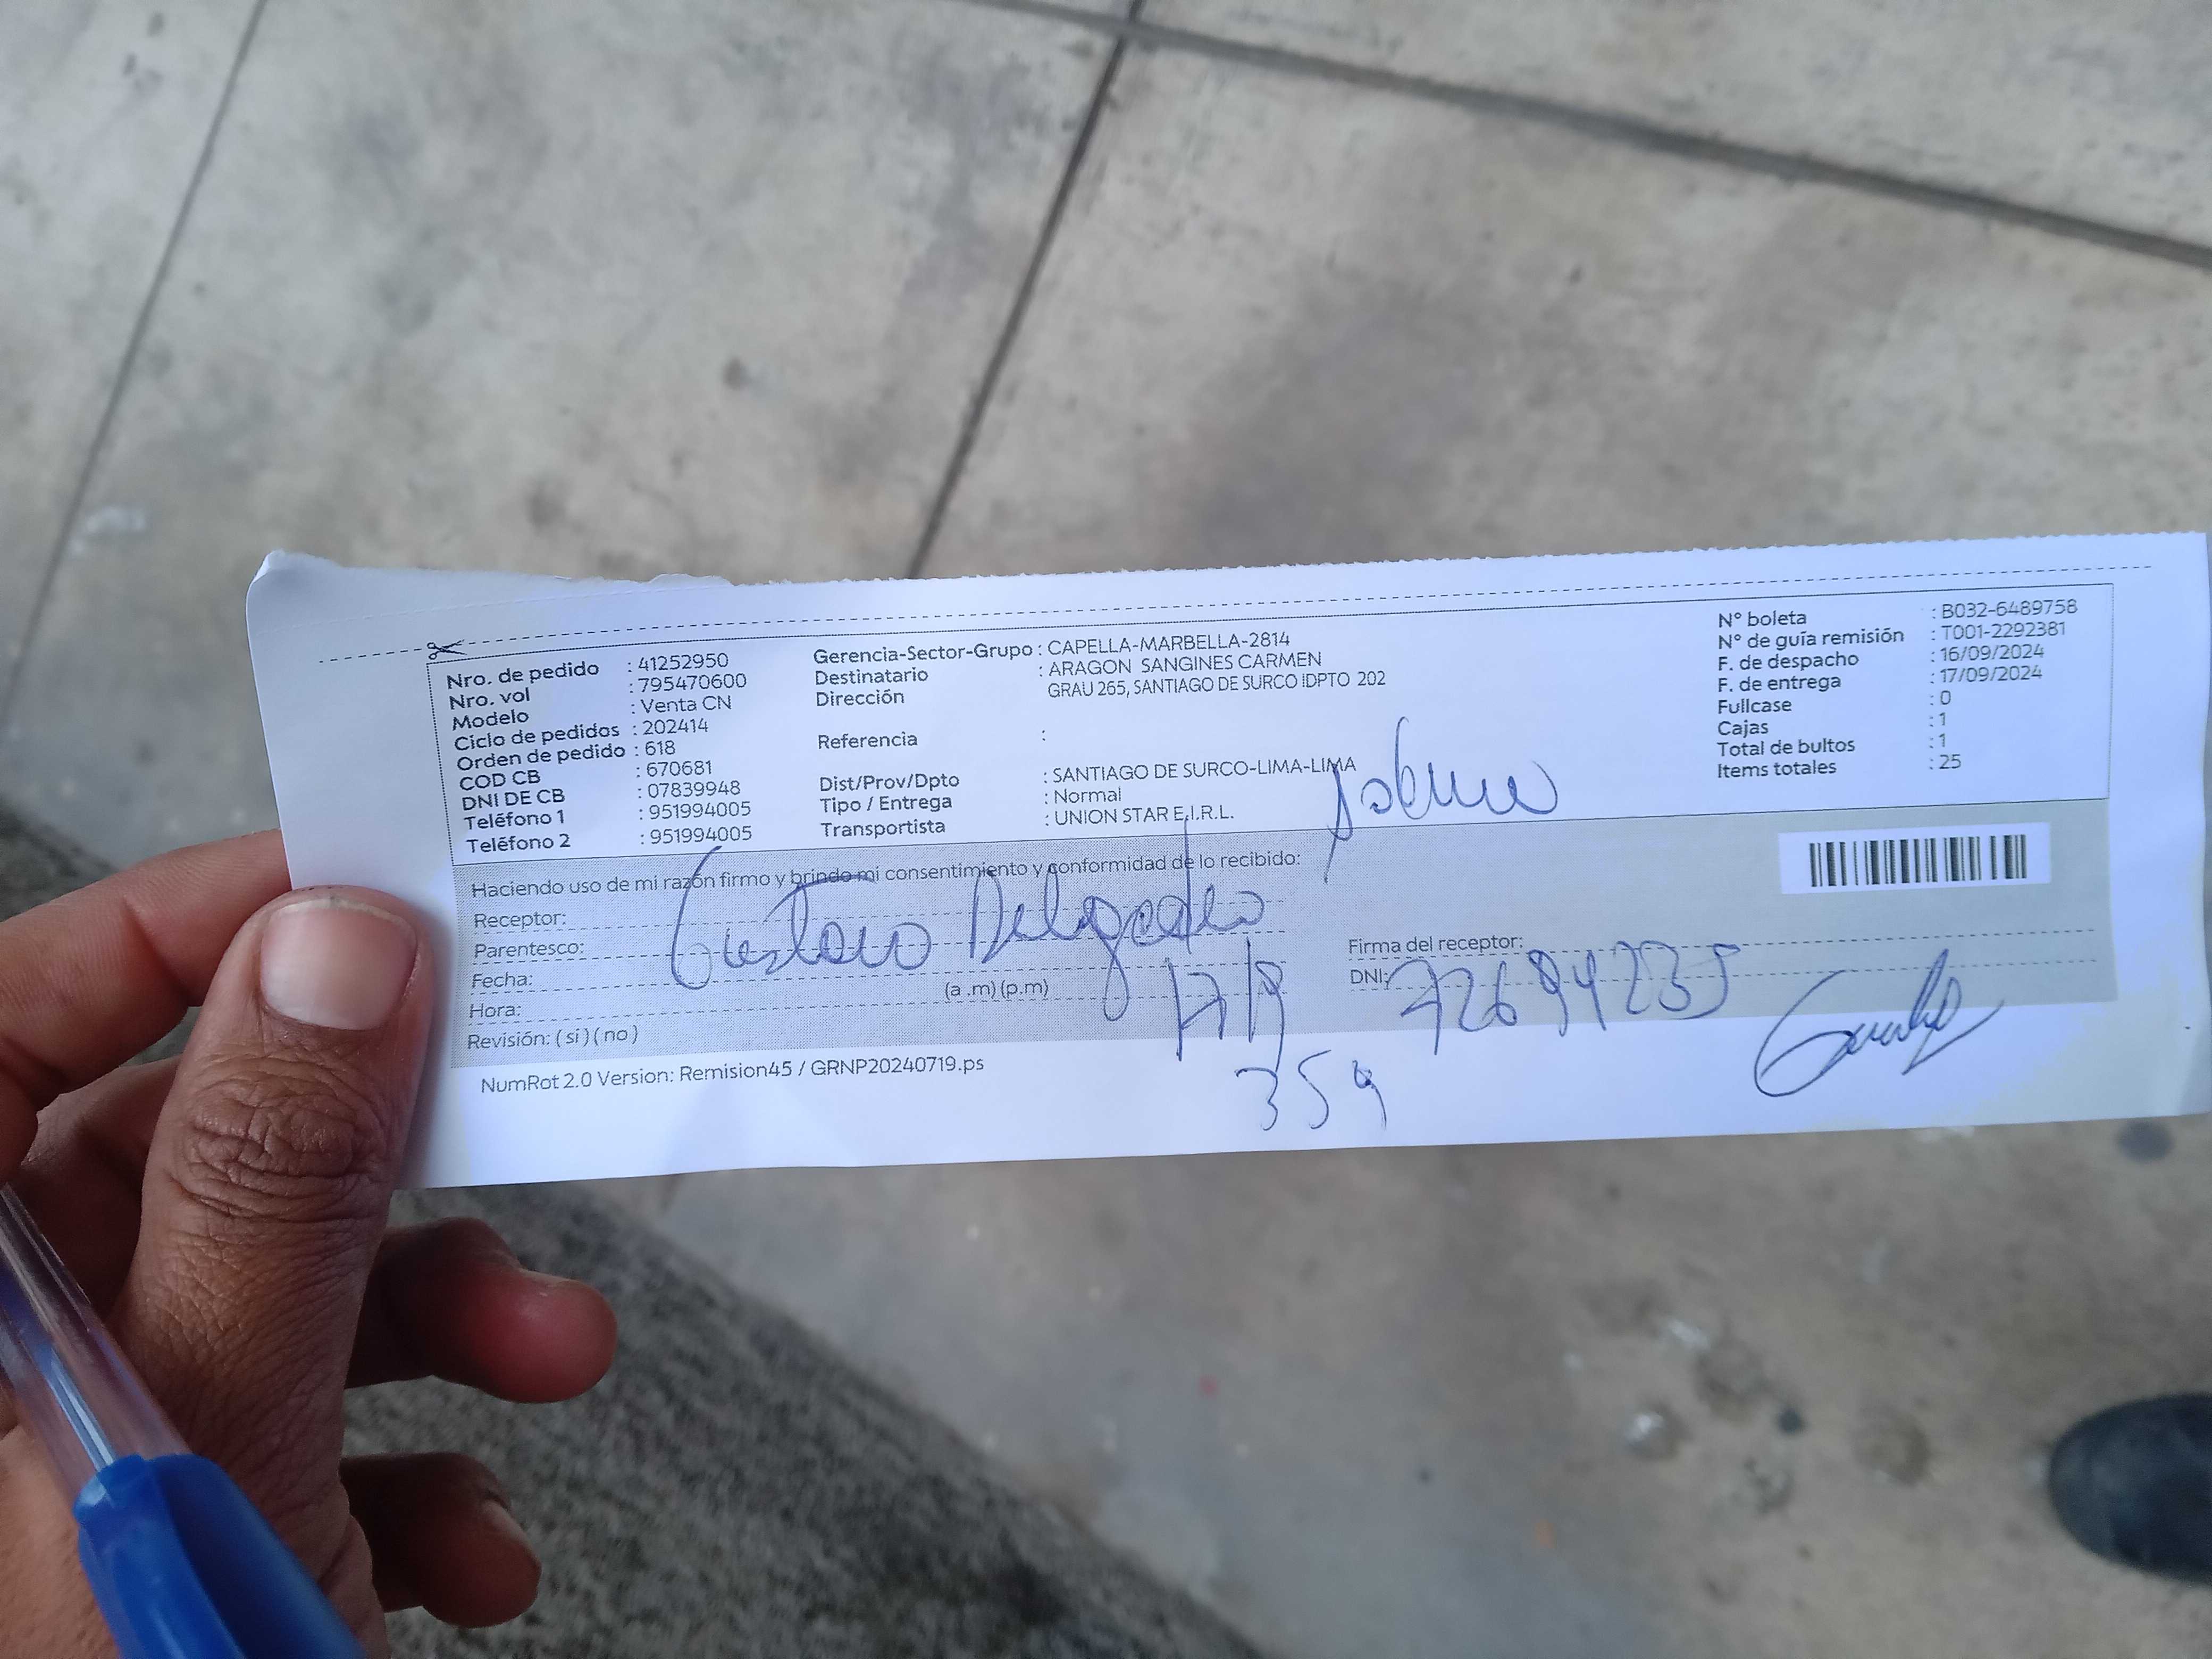 Nro. de pedido : 41252950
Nro. vol : 795470600
Modelo : Venta CN
Ciclo de pedidos : 202414
Orden de pedido : 618
COD CB : 670681
DNI DE CB : 07839948
Teléfono 1 : 951994005
Teléfono 2 : 951994005
Gerencia-Sector-Grupo : CAPELLA-MARBELLA-2814
Destinatario : ARAGON SANGINES CARMEN
Dirección GRAU 265, SANTIAGO DE SURCO IDPTO 202
Referencia :
Dist/Prov/Dpto : SANTIAGO DE SURCO-LIMA-LIMA
Tipo / Entrega : Normal
Transportista : UNION STAR E.I.R.L.
N° boleta : B032-6489758
N° de guía remisión : T001-2292381
F. de despacho : 16/09/2024
F. de entrega : 17/09/2024
Fullcase : 0
Cajas : 1
Total de bultos : 1
Items totales : 25
Haciendo uso de mi razón firmo y brindo mi consentimiento y conformidad de lo recibido:
Receptor: Gustavo Delgado
Parentesco:
Fecha: 17/9
Hora: (a .m) (p.m) 359
Revisión: ( si ) ( no )
Firma del receptor:
DNI: 72694235
NumRot 2.0 Version: Remision45 / GRNP20240719.ps